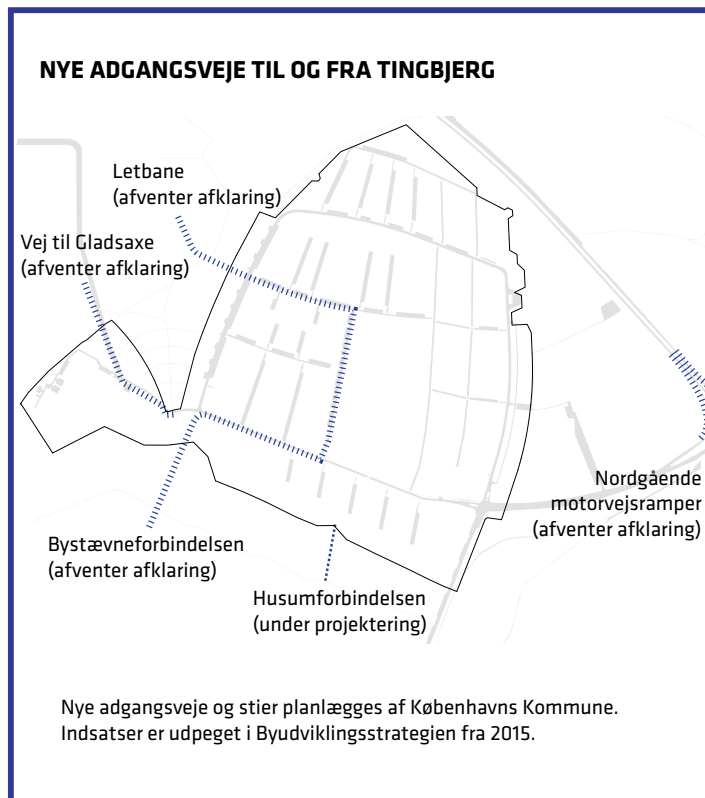 NYE ADGANGSVEJE TIL OG FRA TINGBJERG
Letbane
(afventer afklaring)
Vej til Gladsaxe
(afventer afklaring)
Nordgående
motorvejsramper
(afventer afklaring)
Bystævneforbindelsen
(afventer afklaring)
Husumforbindelsen
(under projektering)
Nye adgangsveje og stier planlægges af Københavns Kommune.
Indsatser er udpeget i Byudviklingsstrategien fra 2015.